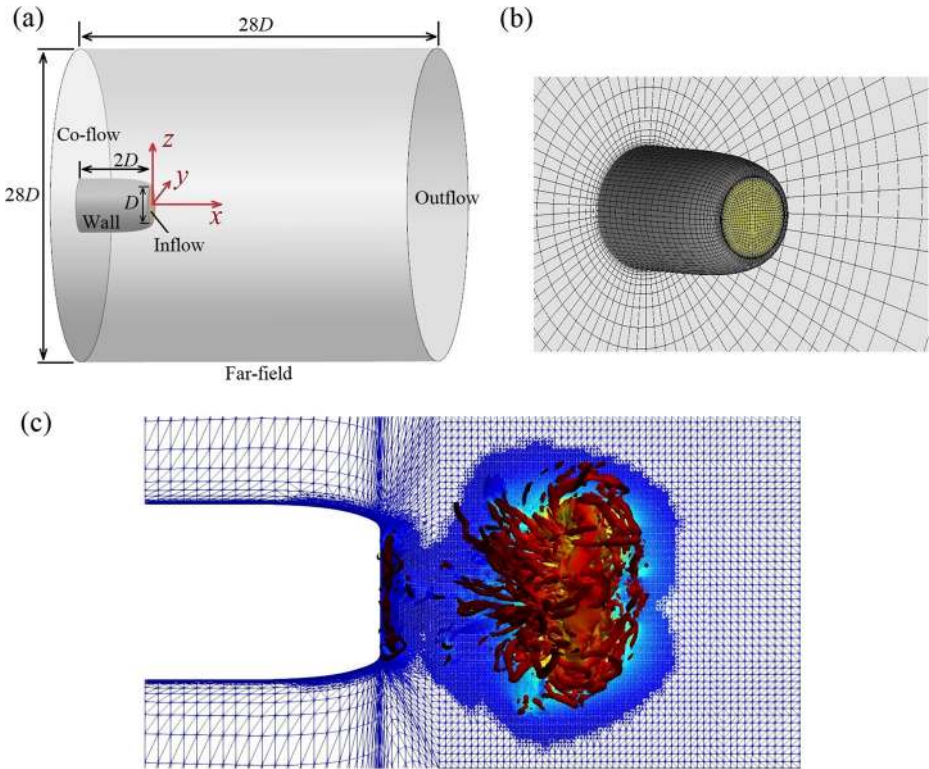 (a)
28D
Co-flow
z
2D
y
28D
D
x
Outflow
Wall
Inflow
Far-field
(b)
(c)